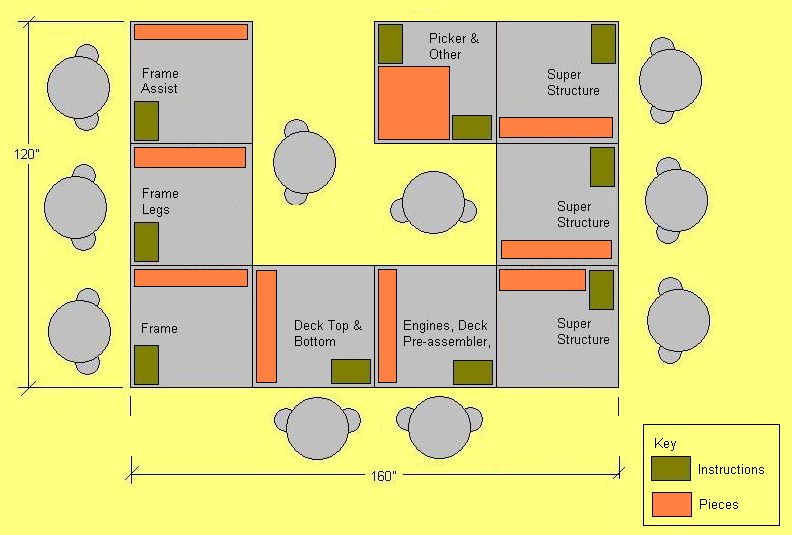 Picker &
Other
Frame
Assist
Super
Structure
120"
Frame
Legs
Super
Structure
Frame
Deck Top &
Bottom
Engines, Deck
Pre-assembler,
Super
Structure
160"
Key
Instructions
Pieces